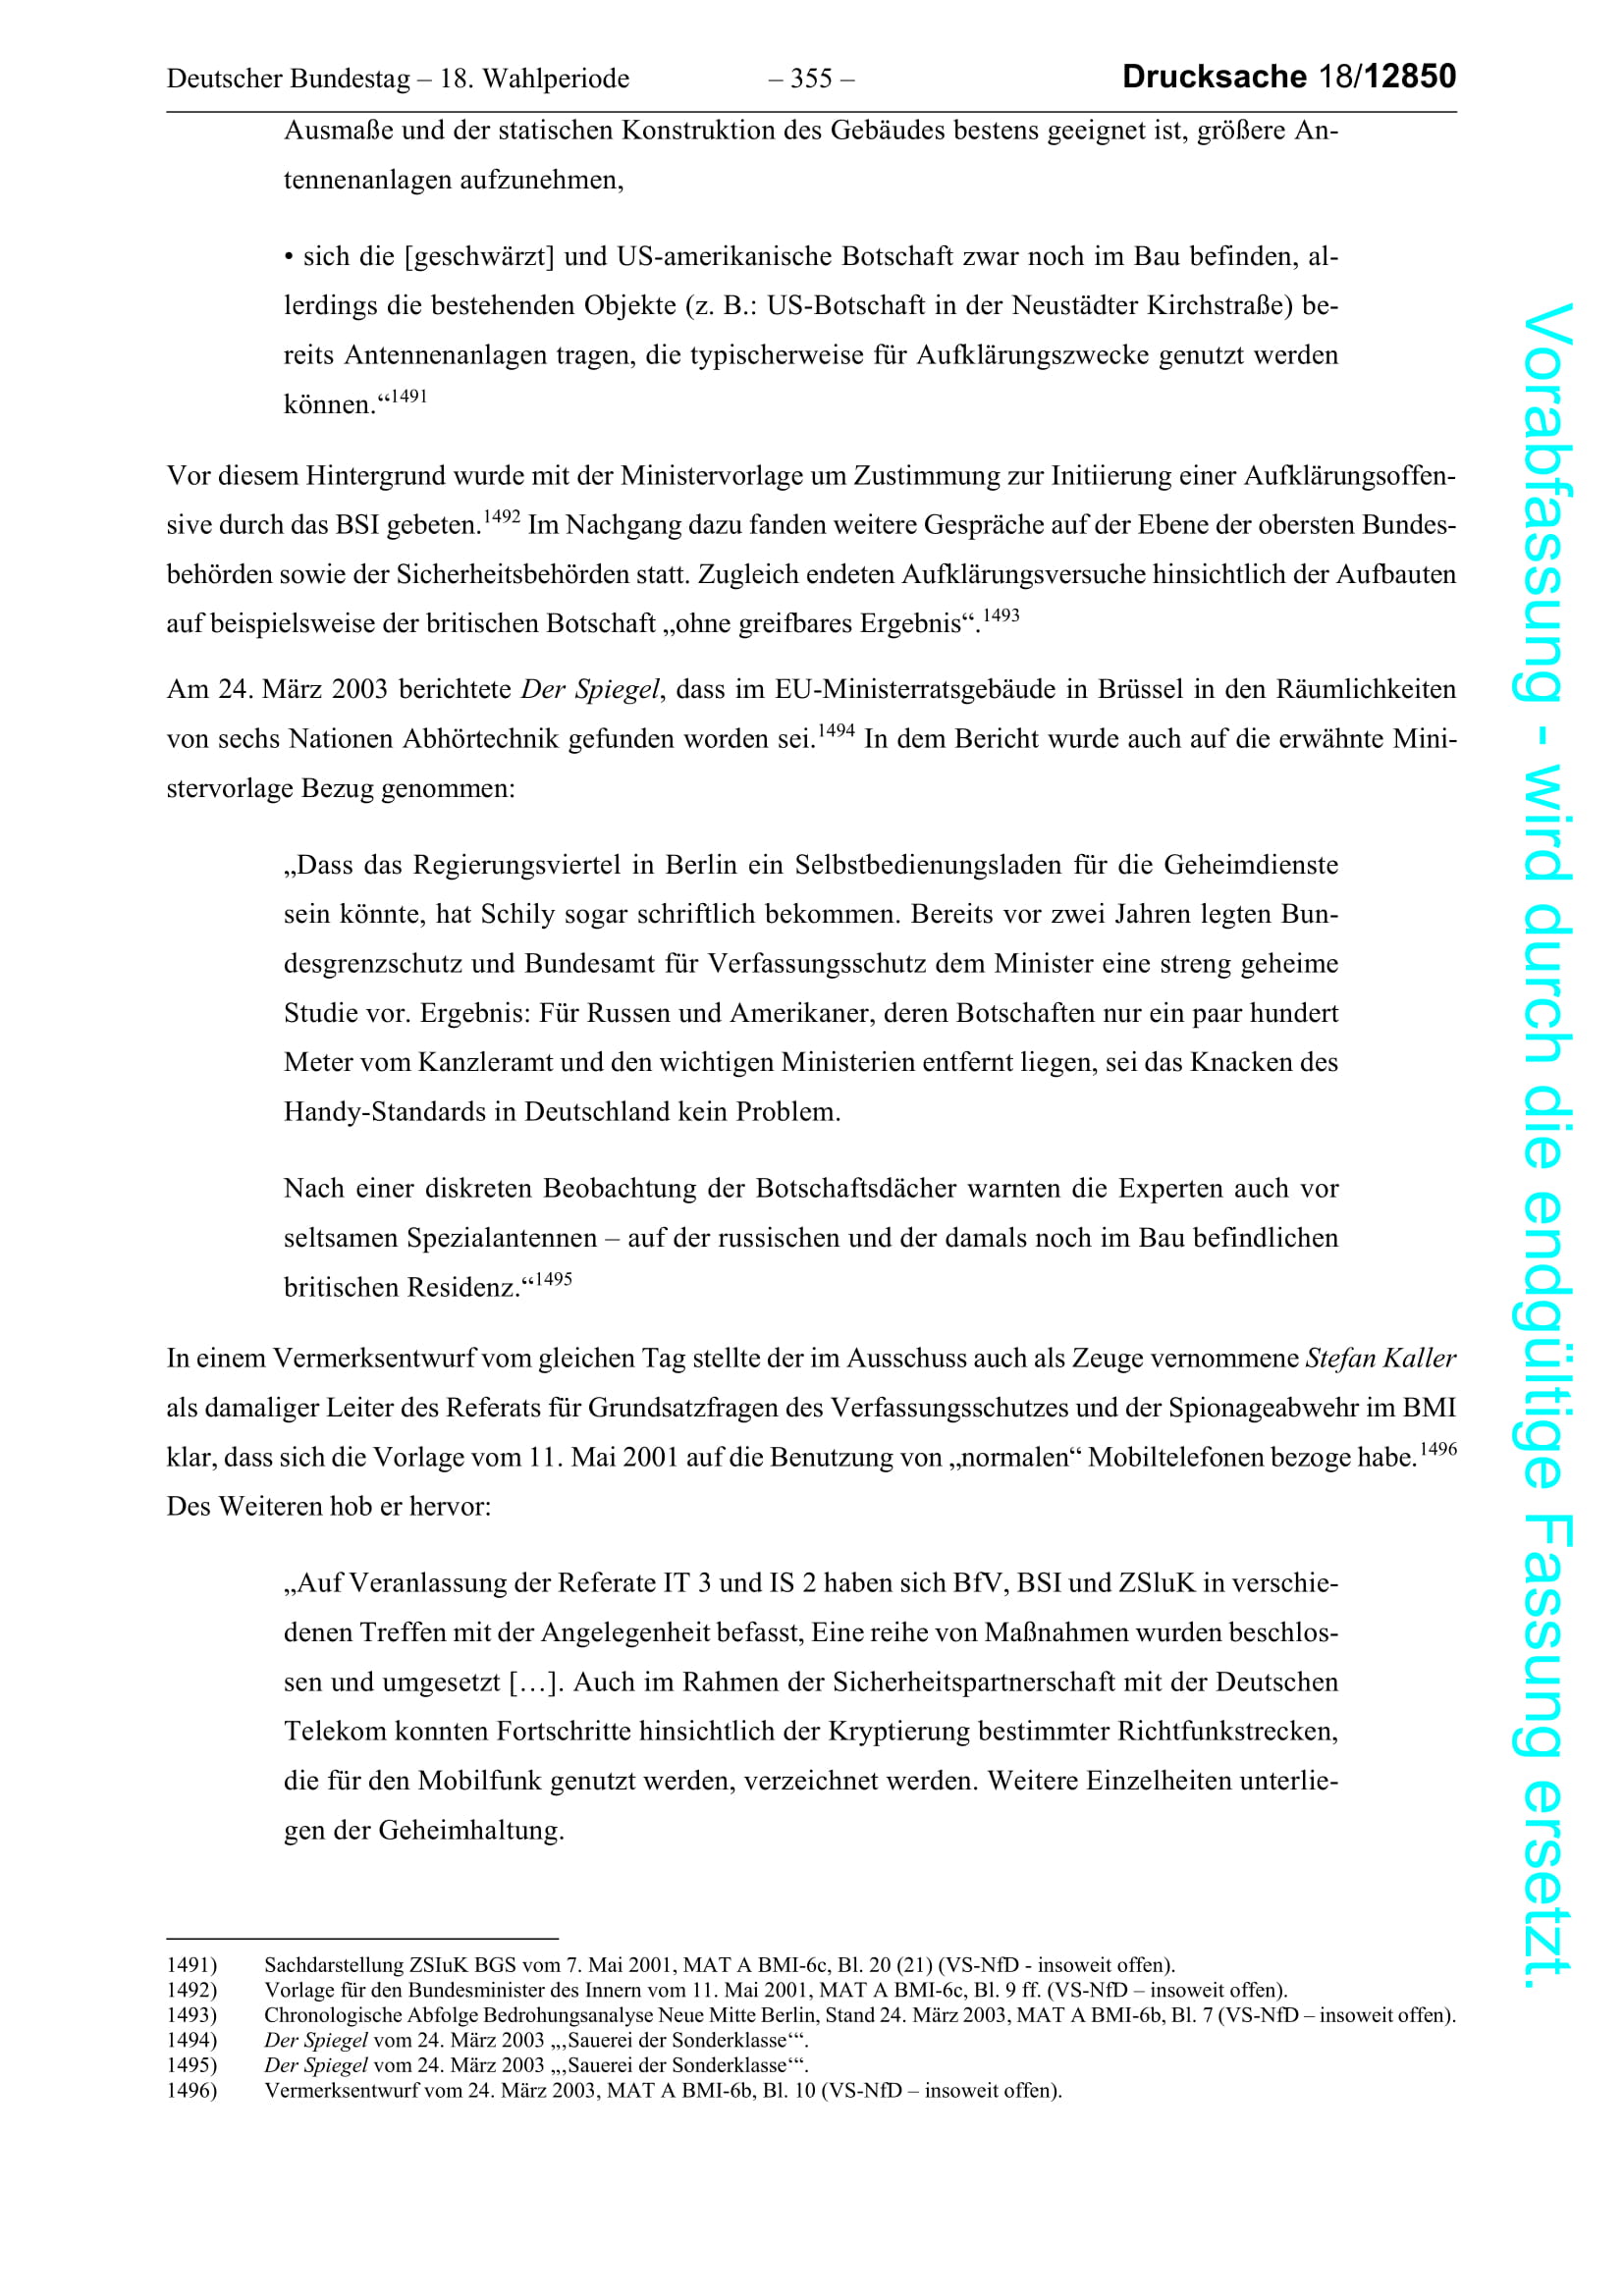 Deutscher Bundestag – 18. Wahlperiode – 355 – Drucksache 18/12850
Ausmaße und der statischen Konstruktion des Gebäudes bestens geeignet ist, größere An-
tennenanlagen aufzunehmen,
• sich die [geschwärzt] und US-amerikanische Botschaft zwar noch im Bau befinden, al-
lerdings die bestehenden Objekte (z. B.: US-Botschaft in der Neustädter Kirchstraße) be-
reits Antennenanlagen tragen, die typischerweise für Aufklärungszwecke genutzt werden
können.“1491
Vor diesem Hintergrund wurde mit der Ministervorlage um Zustimmung zur Initiierung einer Aufklärungsoffen-
sive durch das BSI gebeten.1492 Im Nachgang dazu fanden weitere Gespräche auf der Ebene der obersten Bundes-
behörden sowie der Sicherheitsbehörden statt. Zugleich endeten Aufklärungsversuche hinsichtlich der Aufbauten
auf beispielsweise der britischen Botschaft „ohne greifbares Ergebnis“.1493
Am 24. März 2003 berichtete Der Spiegel, dass im EU-Ministerratsgebäude in Brüssel in den Räumlichkeiten
von sechs Nationen Abhörtechnik gefunden worden sei.1494 In dem Bericht wurde auch auf die erwähnte Mini-
stervorlage Bezug genommen:
„Dass das Regierungsviertel in Berlin ein Selbstbedienungsladen für die Geheimdienste
sein könnte, hat Schily sogar schriftlich bekommen. Bereits vor zwei Jahren legten Bun-
desgrenzschutz und Bundesamt für Verfassungsschutz dem Minister eine streng geheime
Studie vor. Ergebnis: Für Russen und Amerikaner, deren Botschaften nur ein paar hundert
Meter vom Kanzleramt und den wichtigen Ministerien entfernt liegen, sei das Knacken des
Handy-Standards in Deutschland kein Problem.
Nach einer diskreten Beobachtung der Botschaftsdächer warnten die Experten auch vor
seltsamen Spezialantennen – auf der russischen und der damals noch im Bau befindlichen
britischen Residenz.“1495
In einem Vermerksentwurf vom gleichen Tag stellte der im Ausschuss auch als Zeuge vernommene Stefan Kaller
als damaliger Leiter des Referats für Grundsatzfragen des Verfassungsschutzes und der Spionageabwehr im BMI
klar, dass sich die Vorlage vom 11. Mai 2001 auf die Benutzung von „normalen“ Mobiltelefonen bezoge habe.1496
Des Weiteren hob er hervor:
„Auf Veranlassung der Referate IT 3 und IS 2 haben sich BfV, BSI und ZSluK in verschie-
denen Treffen mit der Angelegenheit befasst, Eine reihe von Maßnahmen wurden beschlos-
sen und umgesetzt […]. Auch im Rahmen der Sicherheitspartnerschaft mit der Deutschen
Telekom konnten Fortschritte hinsichtlich der Kryptierung bestimmter Richtfunkstrecken,
die für den Mobilfunk genutzt werden, verzeichnet werden. Weitere Einzelheiten unterlie-
gen der Geheimhaltung.
1491) Sachdarstellung ZSIuK BGS vom 7. Mai 2001, MAT A BMI-6c, Bl. 20 (21) (VS-NfD - insoweit offen).
1492) Vorlage für den Bundesminister des Innern vom 11. Mai 2001, MAT A BMI-6c, Bl. 9 ff. (VS-NfD – insoweit offen).
1493) Chronologische Abfolge Bedrohungsanalyse Neue Mitte Berlin, Stand 24. März 2003, MAT A BMI-6b, Bl. 7 (VS-NfD – insoweit offen).
1494) Der Spiegel vom 24. März 2003 „‚Sauerei der Sonderklasse‘“.
1495) Der Spiegel vom 24. März 2003 „‚Sauerei der Sonderklasse‘“.
1496) Vermerksentwurf vom 24. März 2003, MAT A BMI-6b, Bl. 10 (VS-NfD – insoweit offen).
Vorabfassung - wird durch die endgültige Fassung ersetzt.